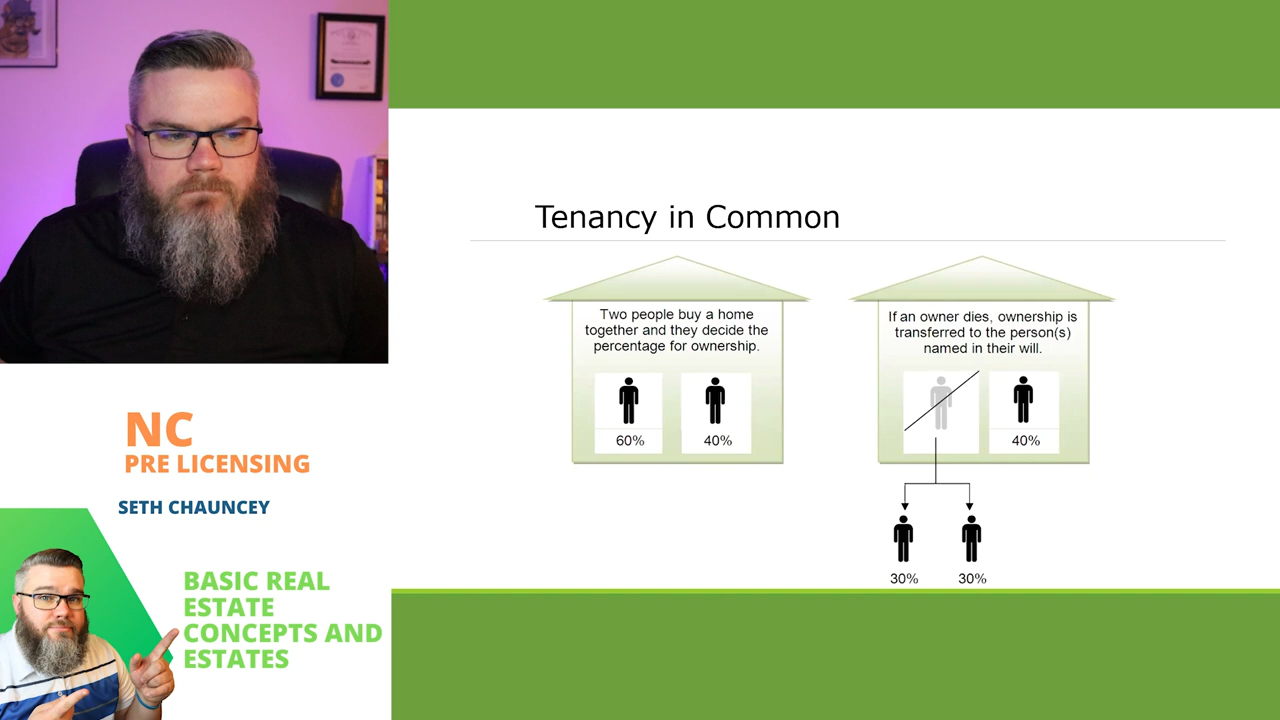 NC
PRE LICENSING
SETH CHAUNCEY
BASIC REAL
ESTATE
CONCEPTS AND
ESTATES
Tenancy in Common
Two people buy a home
together and they decide the
percentage for ownership.
60%
40%
If an owner dies, ownership is
transferred to the person(s)
named in their will.
40%
30%
30%